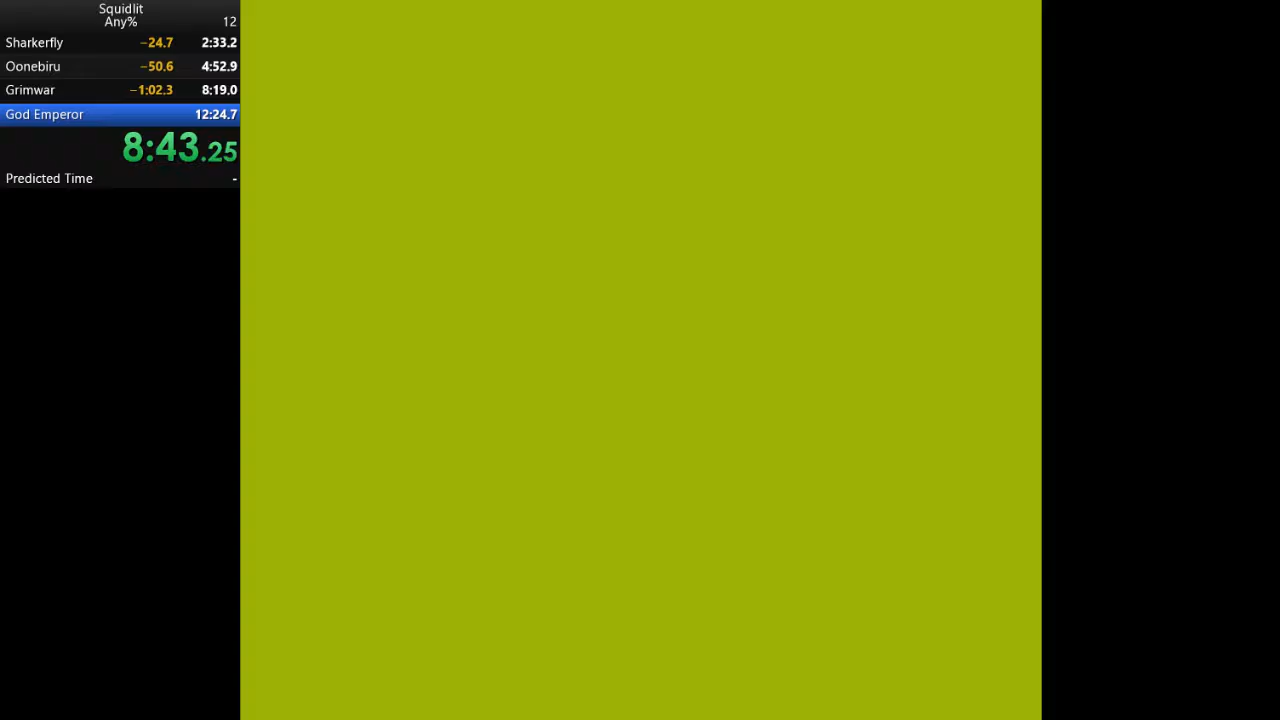 Squidlit
Any% 12
Sharkerfly −24.7 2:33.2
Oonebiru −50.6 4:52.9
Grimwar −1:02.3 8:19.0
God Emperor 12:24.7
8:43.25
Predicted Time -